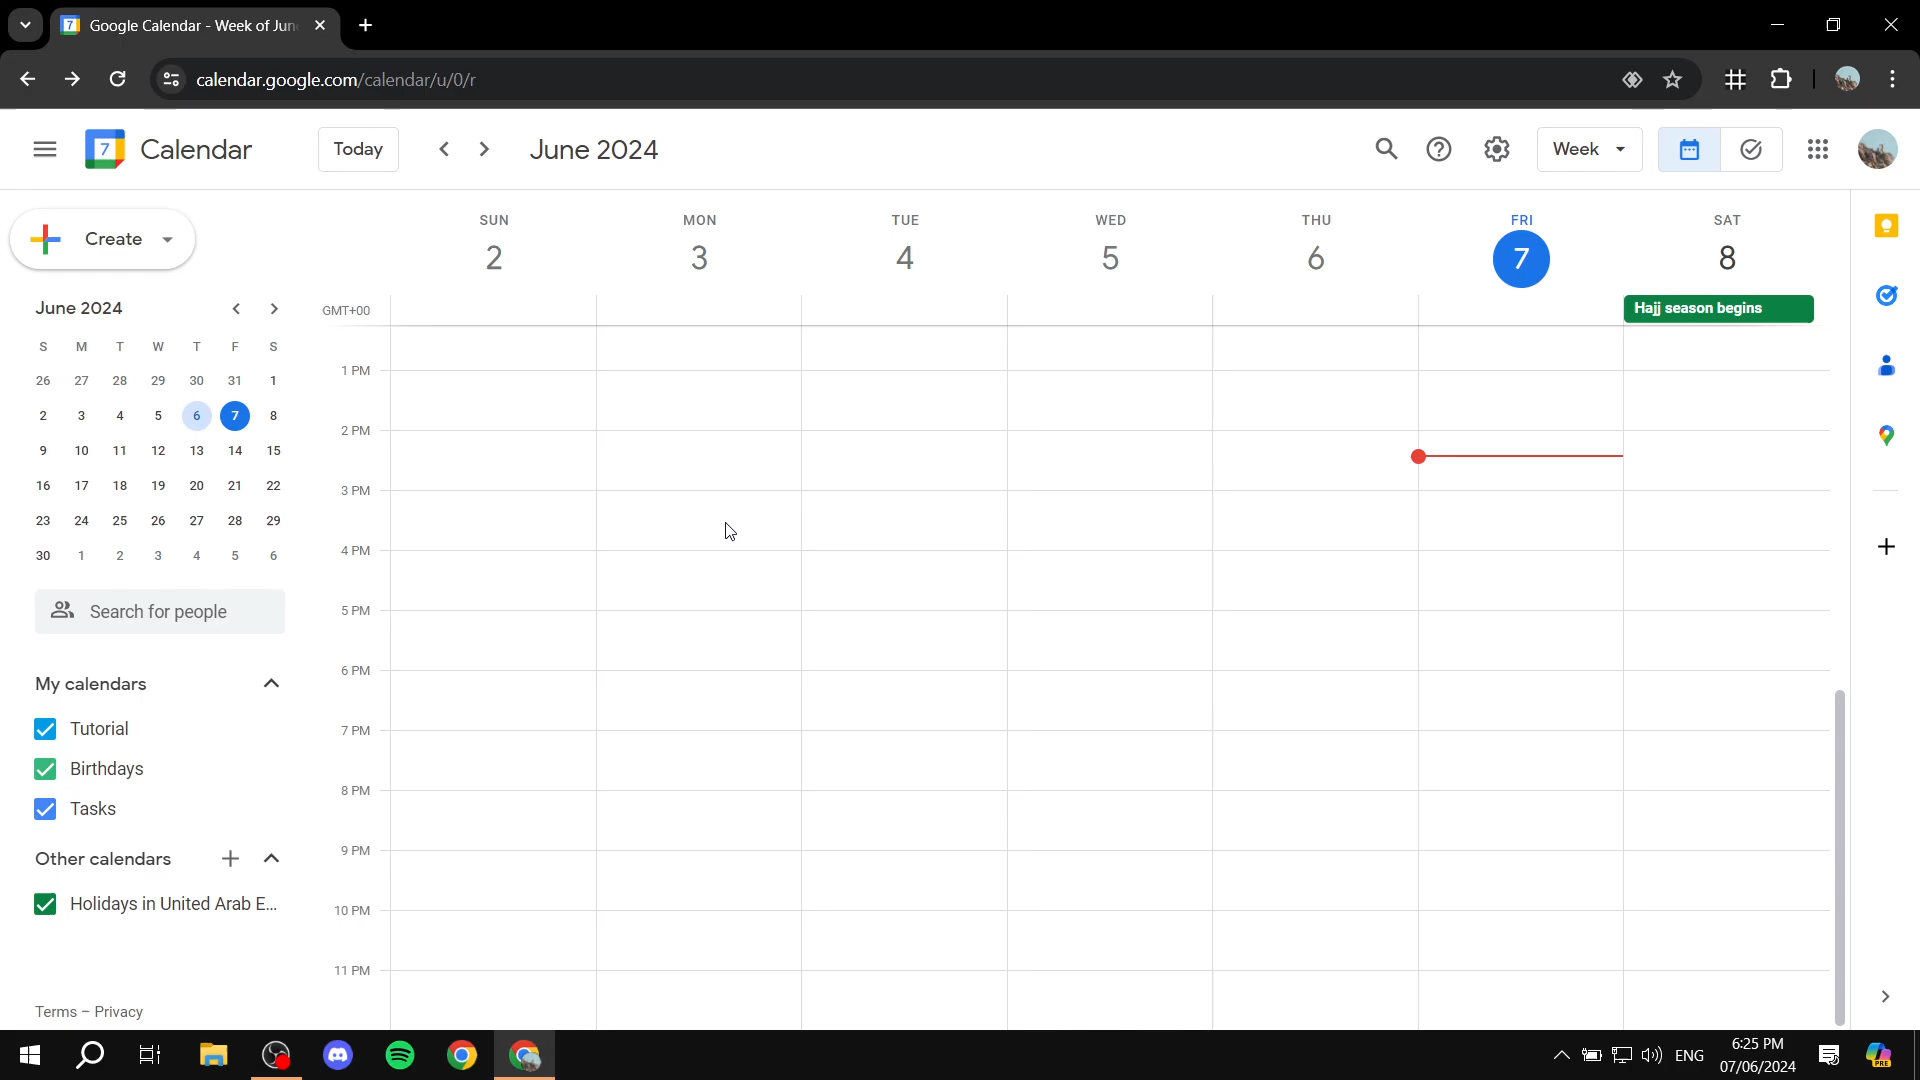 7 Google Calendar - Week of Jun
calendar.google.com/calendar/u/0/r
7 Calendar Today June 2024 Week
Create
SUN MON TUE WED THU FRI SAT
2 3 4 5 6 7 8
June 2024
GMT+00 Hajj season begins
S M T W T F S
26 27 28 29 30 31 1
2 3 4 5 6 7 8
9 10 11 12 13 14 15
16 17 18 19 20 21 22
23 24 25 26 27 28 29
30 1 2 3 4 5 6
Search for people
My calendars
Tutorial
Birthdays
Tasks
Other calendars
Holidays in United Arab E...
Terms – Privacy
1 PM
2 PM
3 PM
4 PM
5 PM
6 PM
7 PM
8 PM
9 PM
10 PM
11 PM
ENG
6:25 PM
07/06/2024
PRE